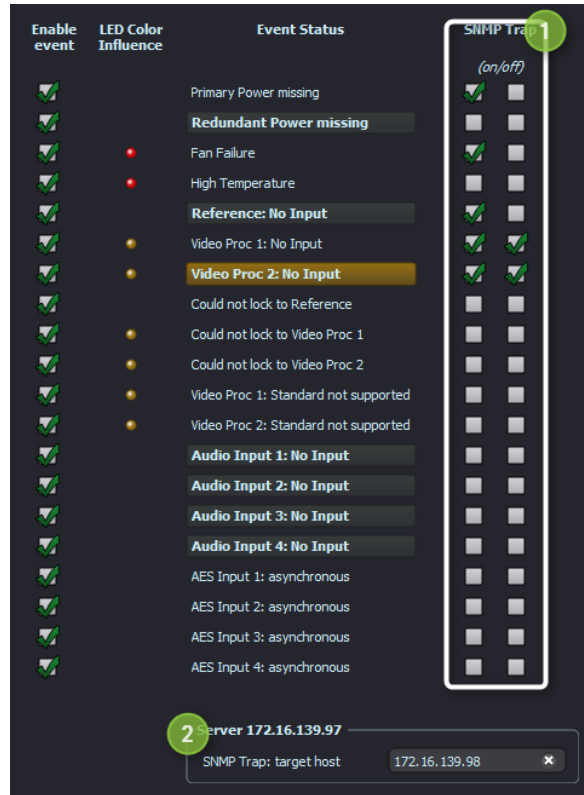 Enable event
LED Color Influence
Event Status
SNMP Trap
1
(on/off)
Primary Power missing
Redundant Power missing
Fan Failure
High Temperature
Reference: No Input
Video Proc 1: No Input
Video Proc 2: No Input
Could not lock to Reference
Could not lock to Video Proc 1
Could not lock to Video Proc 2
Video Proc 1: Standard not supported
Video Proc 2: Standard not supported
Audio Input 1: No Input
Audio Input 2: No Input
Audio Input 3: No Input
Audio Input 4: No Input
AES Input 1: asynchronous
AES Input 2: asynchronous
AES Input 3: asynchronous
AES Input 4: asynchronous
2
Server 172.16.139.97
SNMP Trap: target host 172.16.139.98